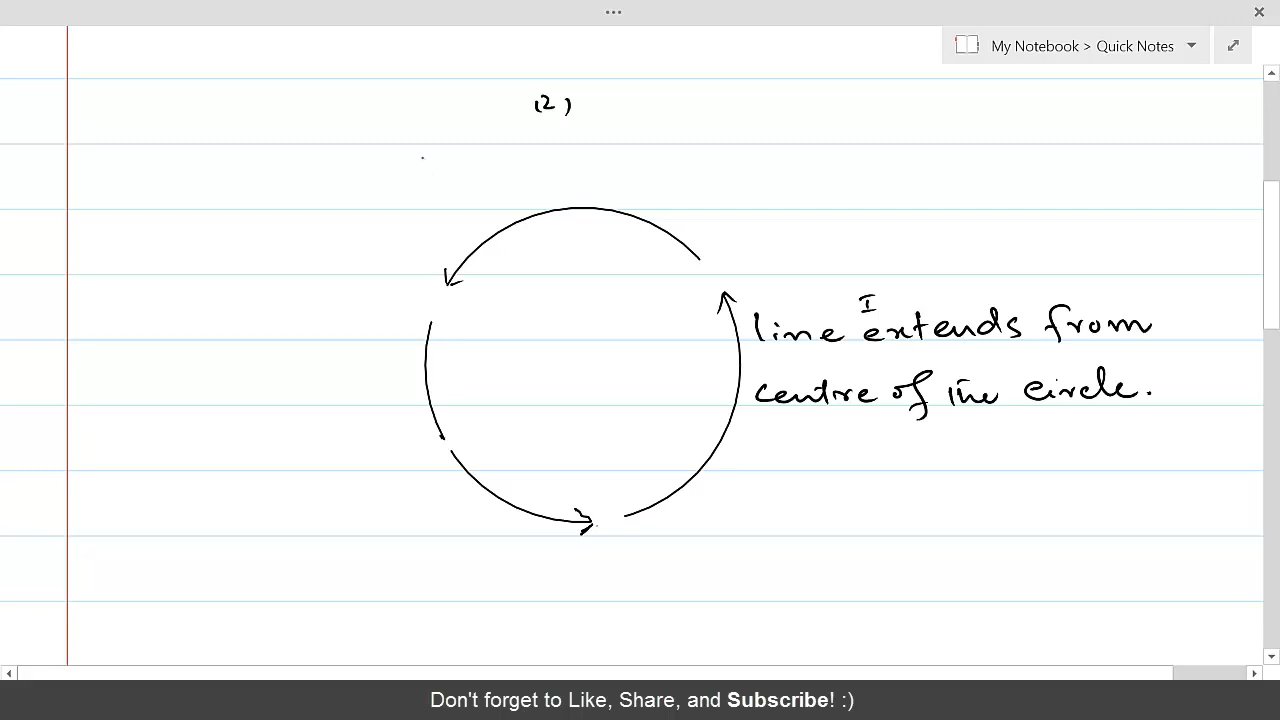 My Notebook > Quick Notes
(2)
I
line extends from
centre of the circle.
Don't forget to Like, Share, and Subscribe! :)